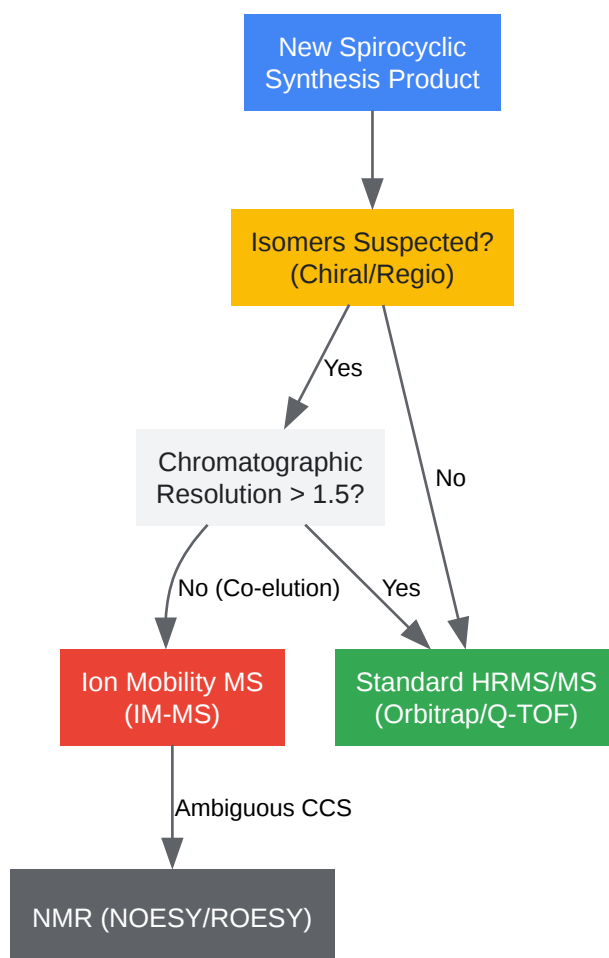 New Spirocyclic
Synthesis Product
Isomers Suspected?
(Chiral/Regio)
Yes
Chromatographic
Resolution > 1.5?
No
No (Co-elution)
Yes
Ion Mobility MS
(IM-MS)
Standard HRMS/MS
(Orbitrap/Q-TOF)
Ambiguous CCS
NMR (NOESY/ROESY)